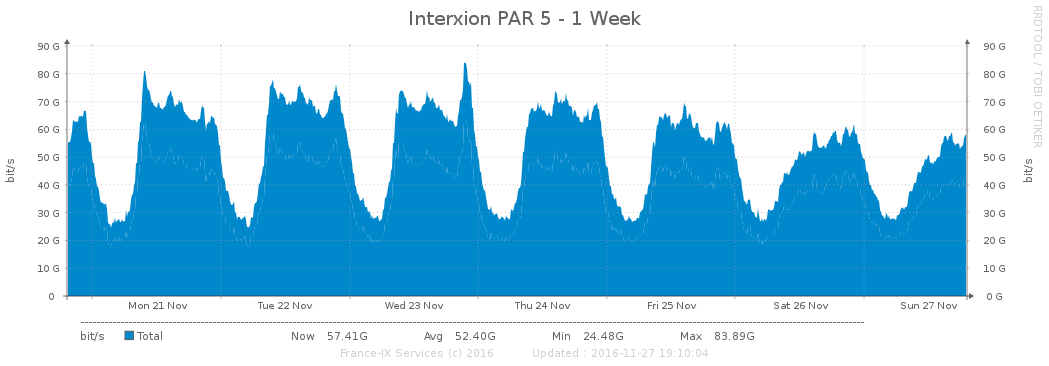 Interxion PAR 5 - 1 Week
RRDTOOL / TOBI OETIKER
90 G 90 G
80 G 80 G
70 G 70 G
60 G 60 G
50 G 50 G
40 G 40 G
30 G 30 G
20 G 20 G
10 G 10 G
0 0 G
bit/s bit/s
Mon 21 Nov Tue 22 Nov Wed 23 Nov Thu 24 Nov Fri 25 Nov Sat 26 Nov Sun 27 Nov
bit/s Total Now 57.41G Avg 52.40G Min 24.48G Max 83.89G
France-IX Services (c) 2016 Updated : 2016-11-27 19:10:04